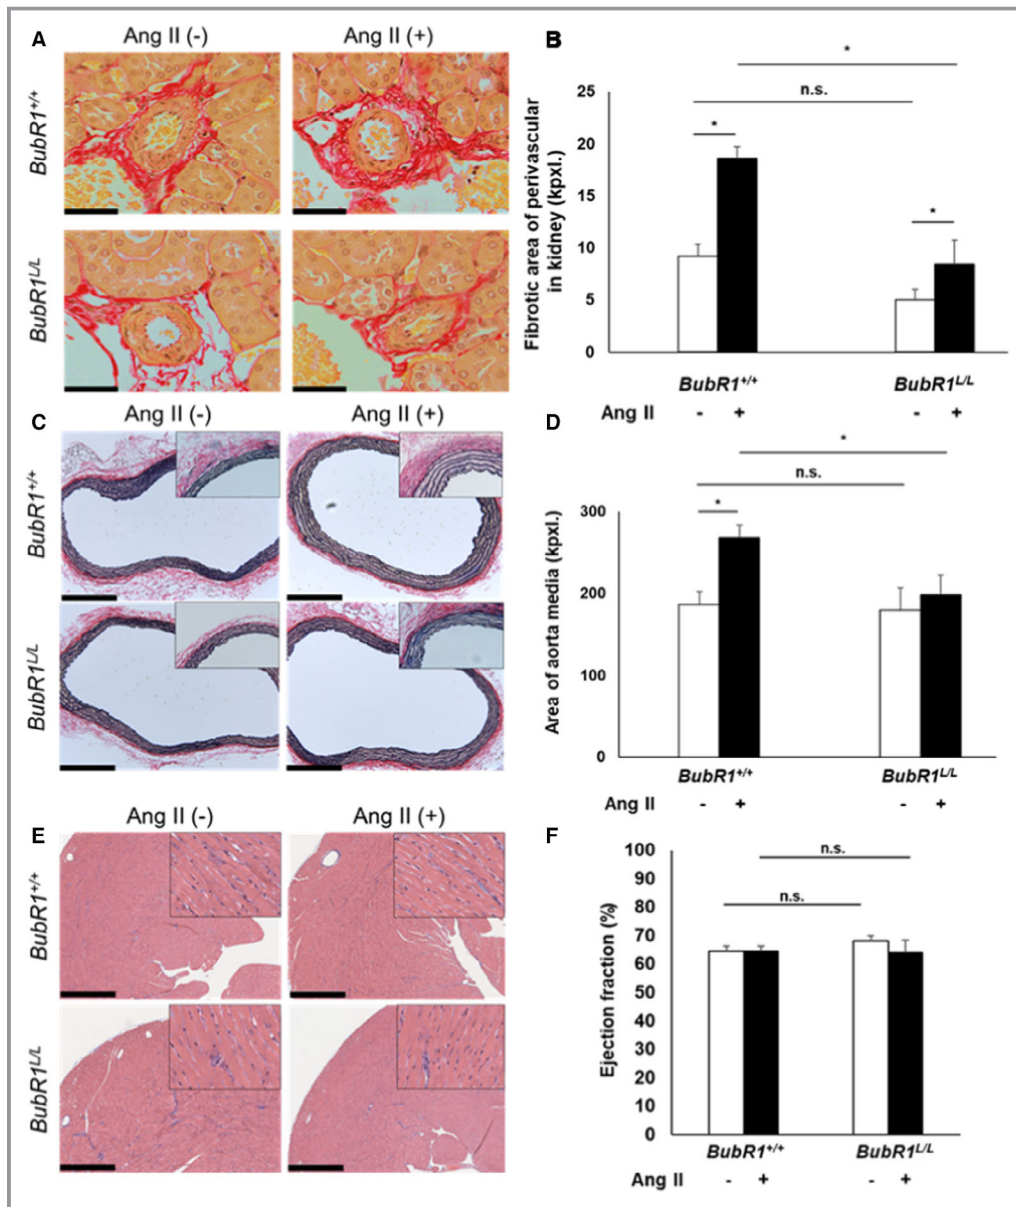 A
Ang II (-)
Ang II (+)
BubR1+/+
BubR1L/L
B
*
n.s.
*
*
Fibrotic area of perivascular
in kidney (kpxl.)
25
20
15
10
5
0
BubR1+/+
BubR1L/L
Ang II
-
+
-
+
C
Ang II (-)
Ang II (+)
BubR1+/+
BubR1L/L
D
*
n.s.
*
Area of aorta media (kpxl.)
300
200
100
0
BubR1+/+
BubR1L/L
Ang II
-
+
-
+
E
Ang II (-)
Ang II (+)
BubR1+/+
BubR1L/L
F
n.s.
n.s.
Ejection fraction (%)
100
90
80
70
60
50
40
30
20
10
0
BubR1+/+
BubR1L/L
Ang II
-
+
-
+